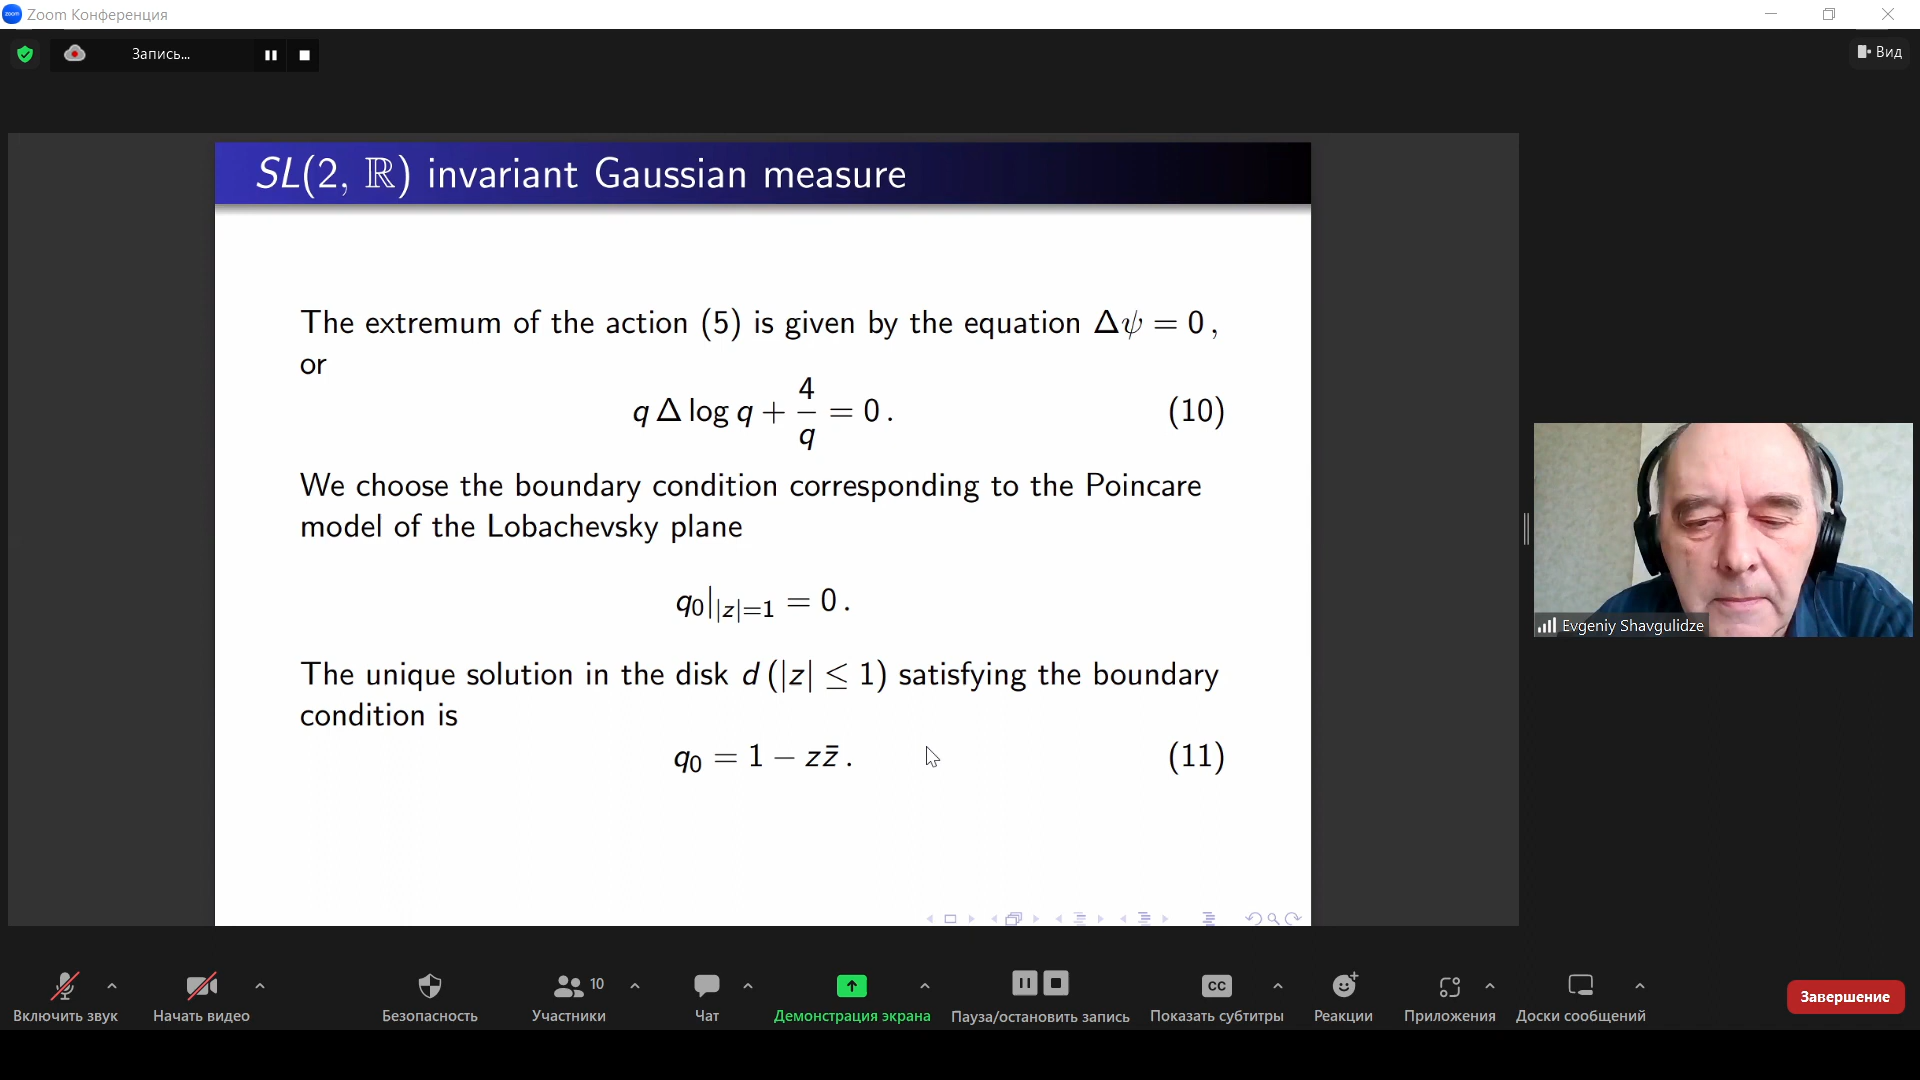 zoom Zoom Конференция
Запись...
Вид
SL(2, ℝ) invariant Gaussian measure
The extremum of the action (5) is given by the equation Δψ = 0 ,
or
q Δ log q + 4/q = 0 . (10)
We choose the boundary condition corresponding to the Poincare
model of the Lobachevsky plane
q₀||z|=1 = 0 .
The unique solution in the disk d (|z| ≤ 1) satisfying the boundary
condition is
q₀ = 1 − zz̄ . (11)
Evgeniy Shavgulidze
10
CC
Включить звук
Начать видео
Безопасность
Участники
Чат
Демонстрация экрана
Пауза/остановить запись
Показать субтитры
Реакции
Приложения
Доски сообщений
Завершение